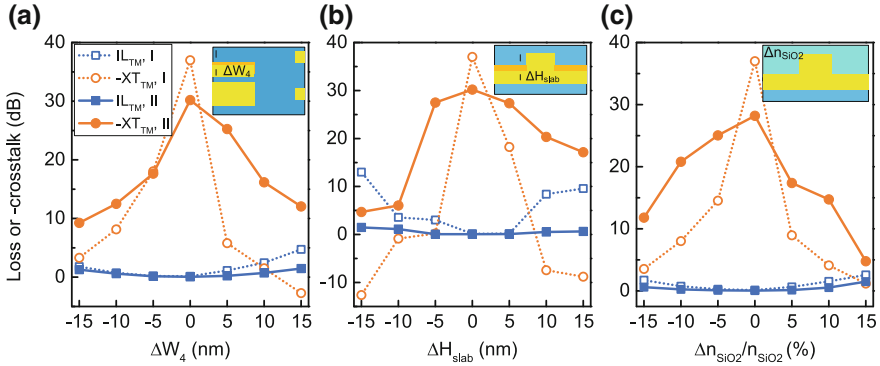 (a)
(b)
(c)
Loss or -crosstalk (dB)
40
30
20
10
0
IL_TM, I
-XT_TM, I
IL_TM, II
-XT_TM, II
ΔW_4
-15 -10 -5 0 5 10 15
ΔW_4 (nm)
40
30
20
10
0
-10
ΔH_slab
-15 -10 -5 0 5 10 15
ΔH_slab (nm)
40
30
20
10
0
Δn_SiO2
-15 -10 -5 0 5 10 15
Δn_SiO2/n_SiO2 (%)